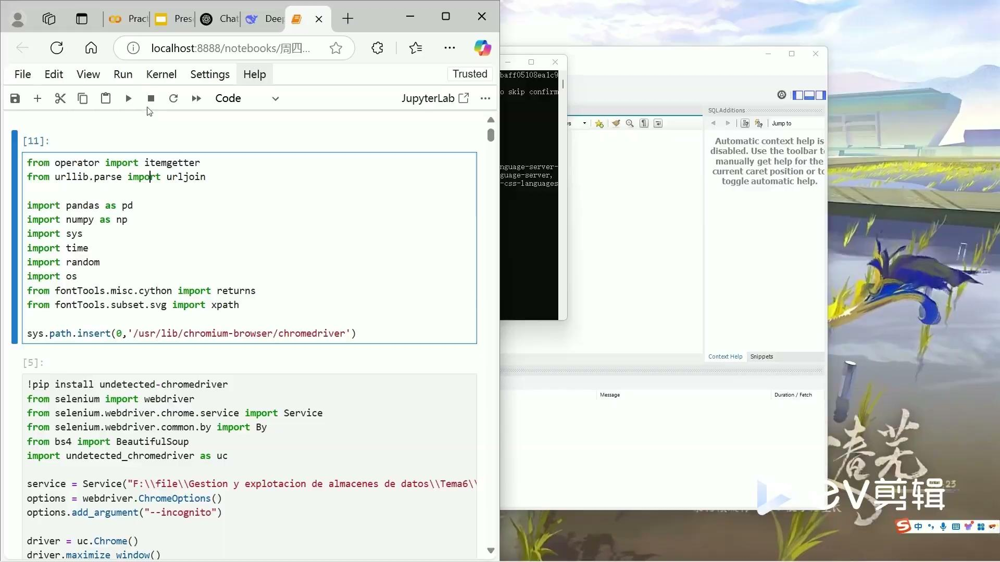 Pract
Pres
Chat
Deep
localhost:8888/notebooks/周四...
File Edit View Run Kernel Settings Help Trusted
Code JupyterLab
[11]:
from operator import itemgetter
from urllib.parse import urljoin
import pandas as pd
import numpy as np
import sys
import time
import random
import os
from fontTools.misc.cython import returns
from fontTools.subset.svg import xpath
sys.path.insert(0,'/usr/lib/chromium-browser/chromedriver')
[5]:
!pip install undetected-chromedriver
from selenium import webdriver
from selenium.webdriver.chrome.service import Service
from selenium.webdriver.common.by import By
from bs4 import BeautifulSoup
import undetected_chromedriver as uc
service = Service("F:\\file\\Gestion y explotacion de almacenes de datos\\Tema6\\
options = webdriver.ChromeOptions()
options.add_argument("--incognito")
driver = uc.Chrome()
driver.maximize_window()
baff05108ea1c9
o skip confirm
nguage-server-
guage-server,
-css-languages
SQLAdditions
Jump to
Automatic context help is
disabled. Use the toolbar to
manually get help for the
current caret position or to
toggle automatic help.
Context Help Snippets
Message Duration / Fetch
春芜
eV剪辑
中